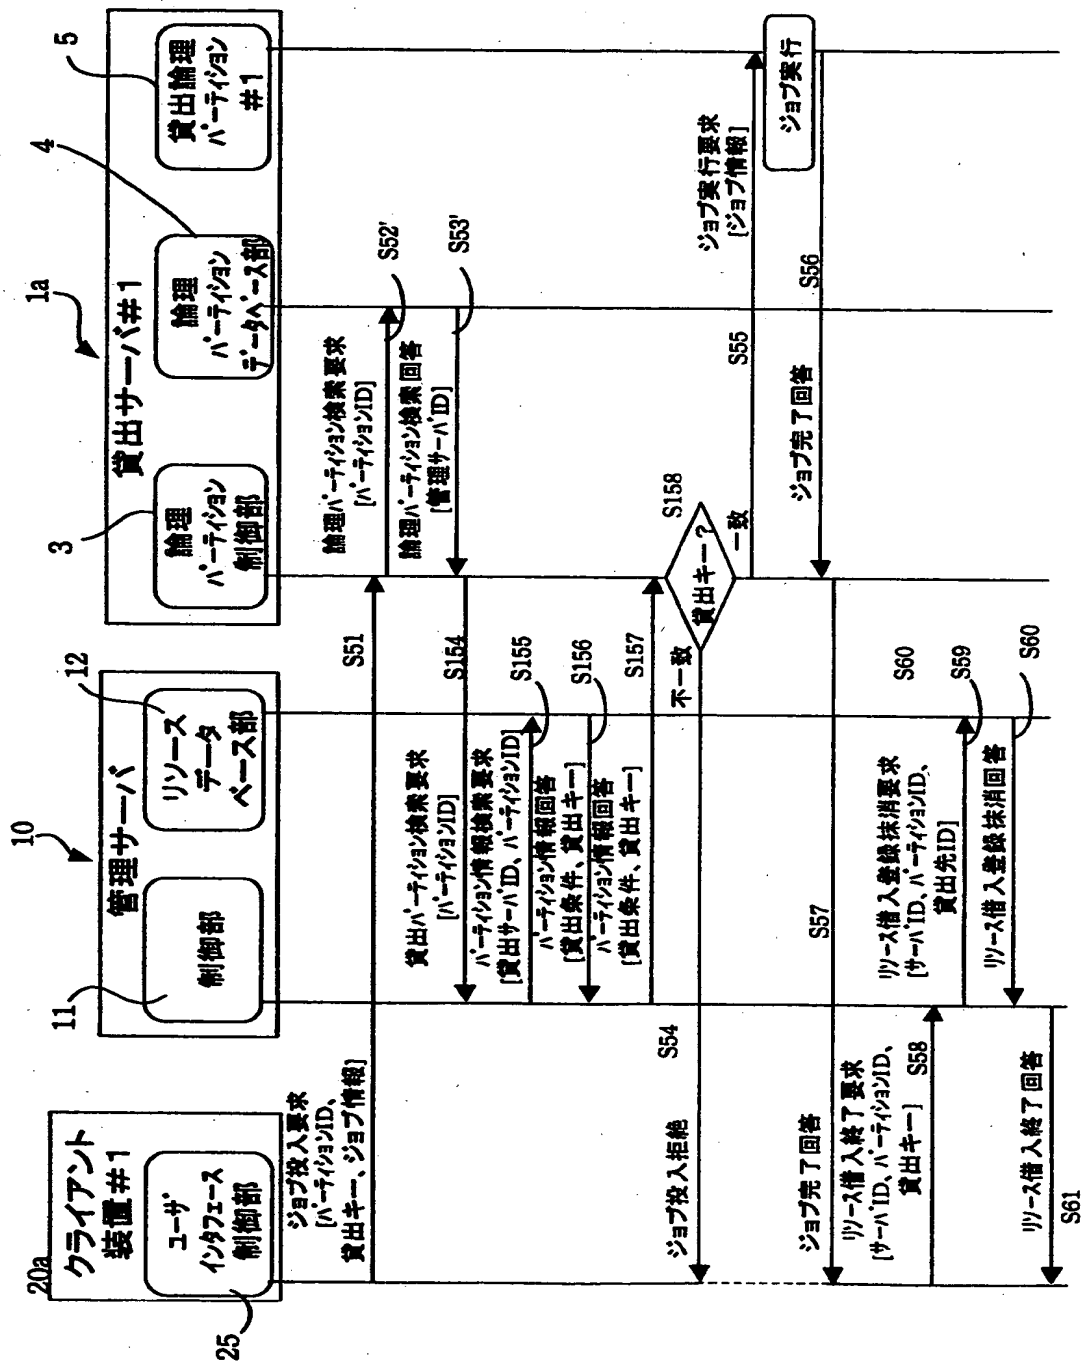 20a
クライアント
装置#1
ユーザ
インタフェース
制御部
25
10
管理サーバ
制御部
11
リソース
データ
ベース部
12
1a
貸出サーバ#1
論理
パーティション
制御部
3
論理
パーティション
データベース部
4
貸出論理
パーティション
#1
5
ジョブ投入要求
[パーティションID、
貸出キー、ジョブ情報]
S51
論理パーティション検索要求
[パーティションID]
S52'
論理パーティション検索回答
[管理サーバID]
S53'
貸出パーティション検索要求
[パーティションID]
S154
パーティション情報検索要求
[貸出サーバID、パーティションID]
S155
パーティション情報回答
[貸出条件、貸出キー]
S156
パーティション情報回答
[貸出条件、貸出キー]
S157
貸出キー?
S158
不一致
一致
ジョブ投入拒絶
S54
ジョブ実行要求
[ジョブ情報]
S55
ジョブ実行
ジョブ完了回答
S56
ジョブ完了回答
S57
リソース借入終了要求
[サーバID、パーティションID、
貸出キー]
S58
リソース借入登録抹消要求
[サーバID、パーティションID、
貸出先ID]
S60
S59
リソース借入登録抹消回答
S60
リソース借入終了回答
S61